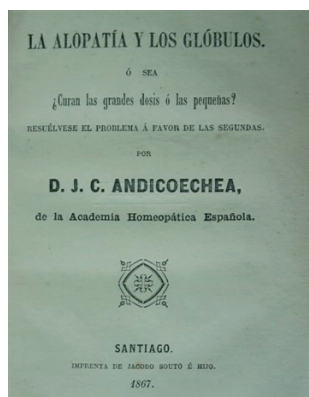 LA ALOPATÍA Y LOS GLÓBULOS.
Ó SEA
¿Curan las grandes dosis ó las pequeñas?
RESUÉLVESE EL PROBLEMA Á FAVOR DE LAS SEGUNDAS.
POR
D. J. C. ANDICOECHEA,
de la Academia Homeopática Española.
SANTIAGO.
IMPRENTA DE JACOBO SOUTO É HIJO.
1867.